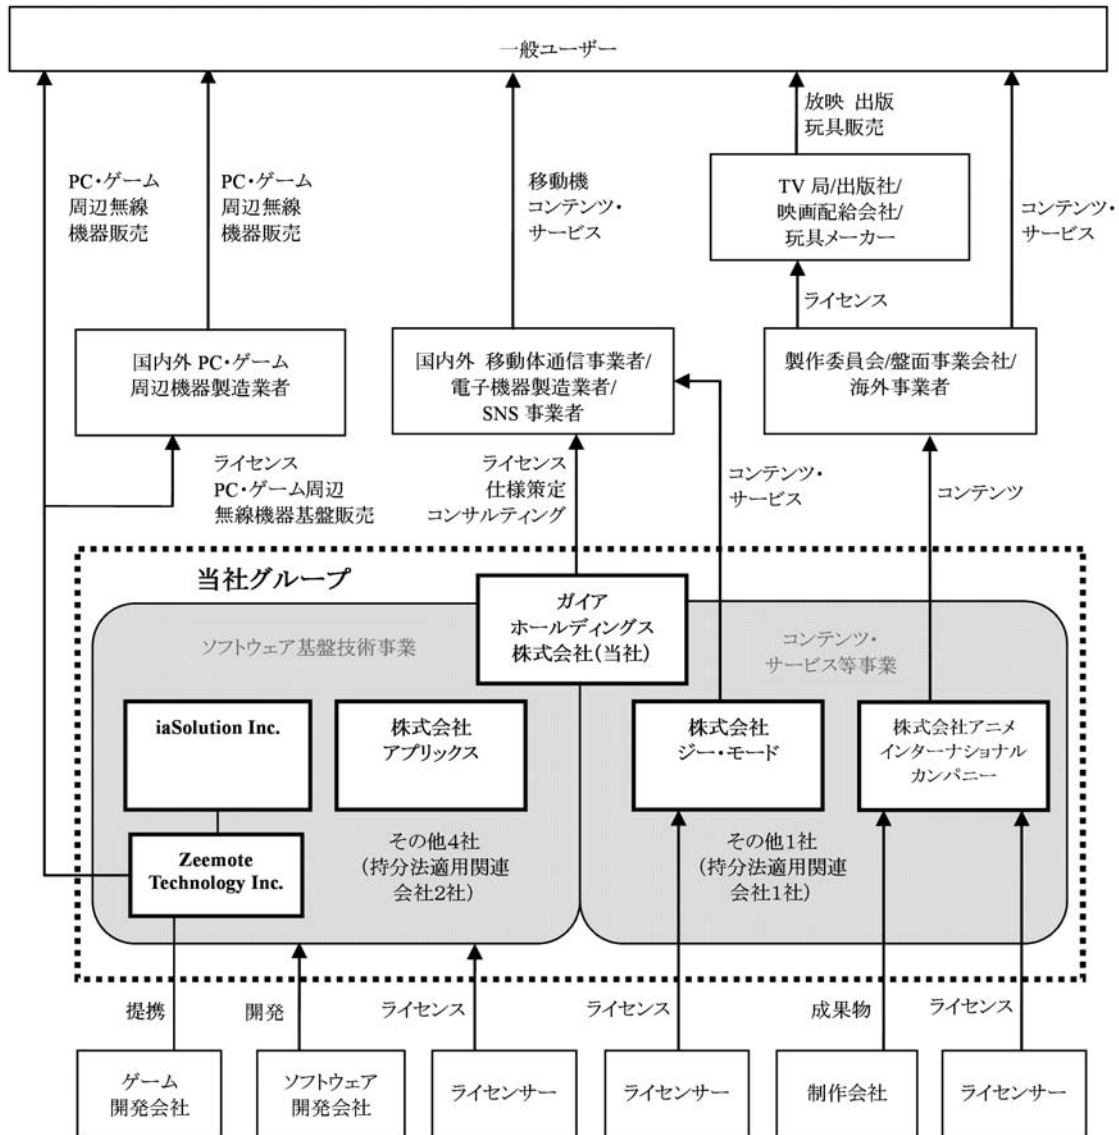 一般ユーザー
PC・ゲーム
周辺無線
機器販売
PC・ゲーム
周辺無線
機器販売
移動機
コンテンツ・
サービス
放映 出版
玩具販売
TV 局/出版社/
映画配給会社/
玩具メーカー
コンテンツ・
サービス
ライセンス
国内外 PC・ゲーム
周辺機器製造業者
国内外 移動体通信事業者/
電子機器製造業者/
SNS 事業者
製作委員会/盤面事業会社/
海外事業者
ライセンス
PC・ゲーム周辺
無線機器基盤販売
ライセンス
仕様策定
コンサルティング
コンテンツ・
サービス
コンテンツ
当社グループ
ガイア
ホールディングス
株式会社(当社)
ソフトウェア基盤技術事業
コンテンツ・
サービス等事業
iaSolution Inc.
株式会社
アプリックス
株式会社
ジー・モード
株式会社アニメ
インターナショナル
カンパニー
Zeemote
Technology Inc.
その他4社
(持分法適用関連
会社2社)
その他1社
(持分法適用関連
会社1社)
提携
開発
ライセンス
ライセンス
成果物
ライセンス
ゲーム
開発会社
ソフトウェア
開発会社
ライセンサー
ライセンサー
制作会社
ライセンサー